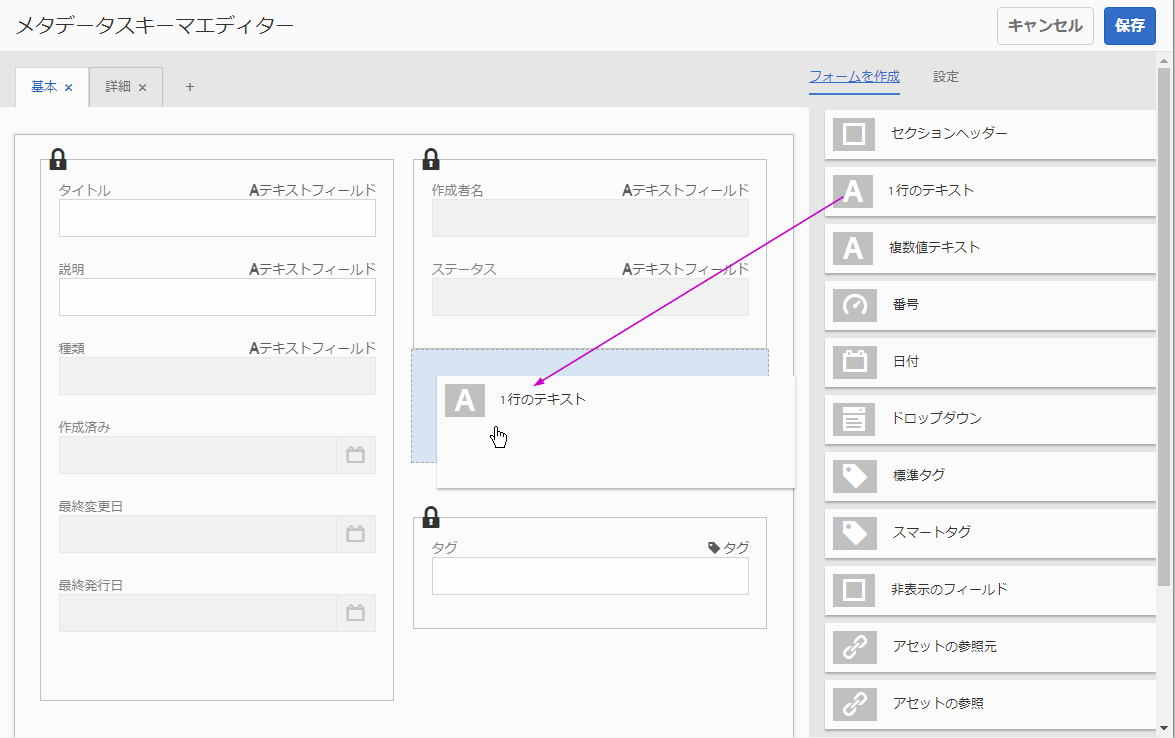 メタデータスキーマエディター
キャンセル
保存
基本 ×
詳細 ×
+
フォームを作成
設定
タイトル
Aテキストフィールド
説明
Aテキストフィールド
種類
Aテキストフィールド
作成済み
最終変更日
最終発行日
作成者名
Aテキストフィールド
ステータス
Aテキストフィールド
A
1行のテキスト
タグ
タグ
セクションヘッダー
A
1行のテキスト
A
複数値テキスト
番号
日付
ドロップダウン
標準タグ
スマートタグ
非表示のフィールド
アセットの参照元
アセットの参照